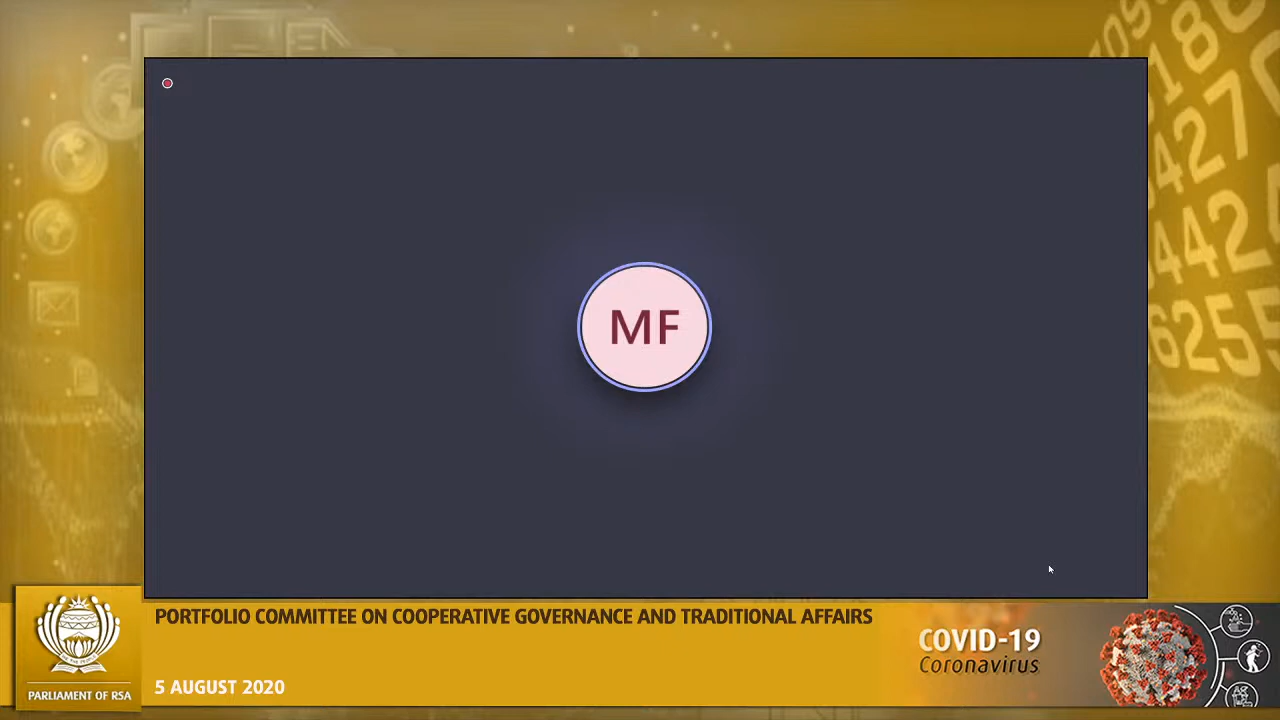 MF
PORTFOLIO COMMITTEE ON COOPERATIVE GOVERNANCE AND TRADITIONAL AFFAIRS
COVID-19
Coronavirus
PARLIAMENT OF RSA
5 AUGUST 2020